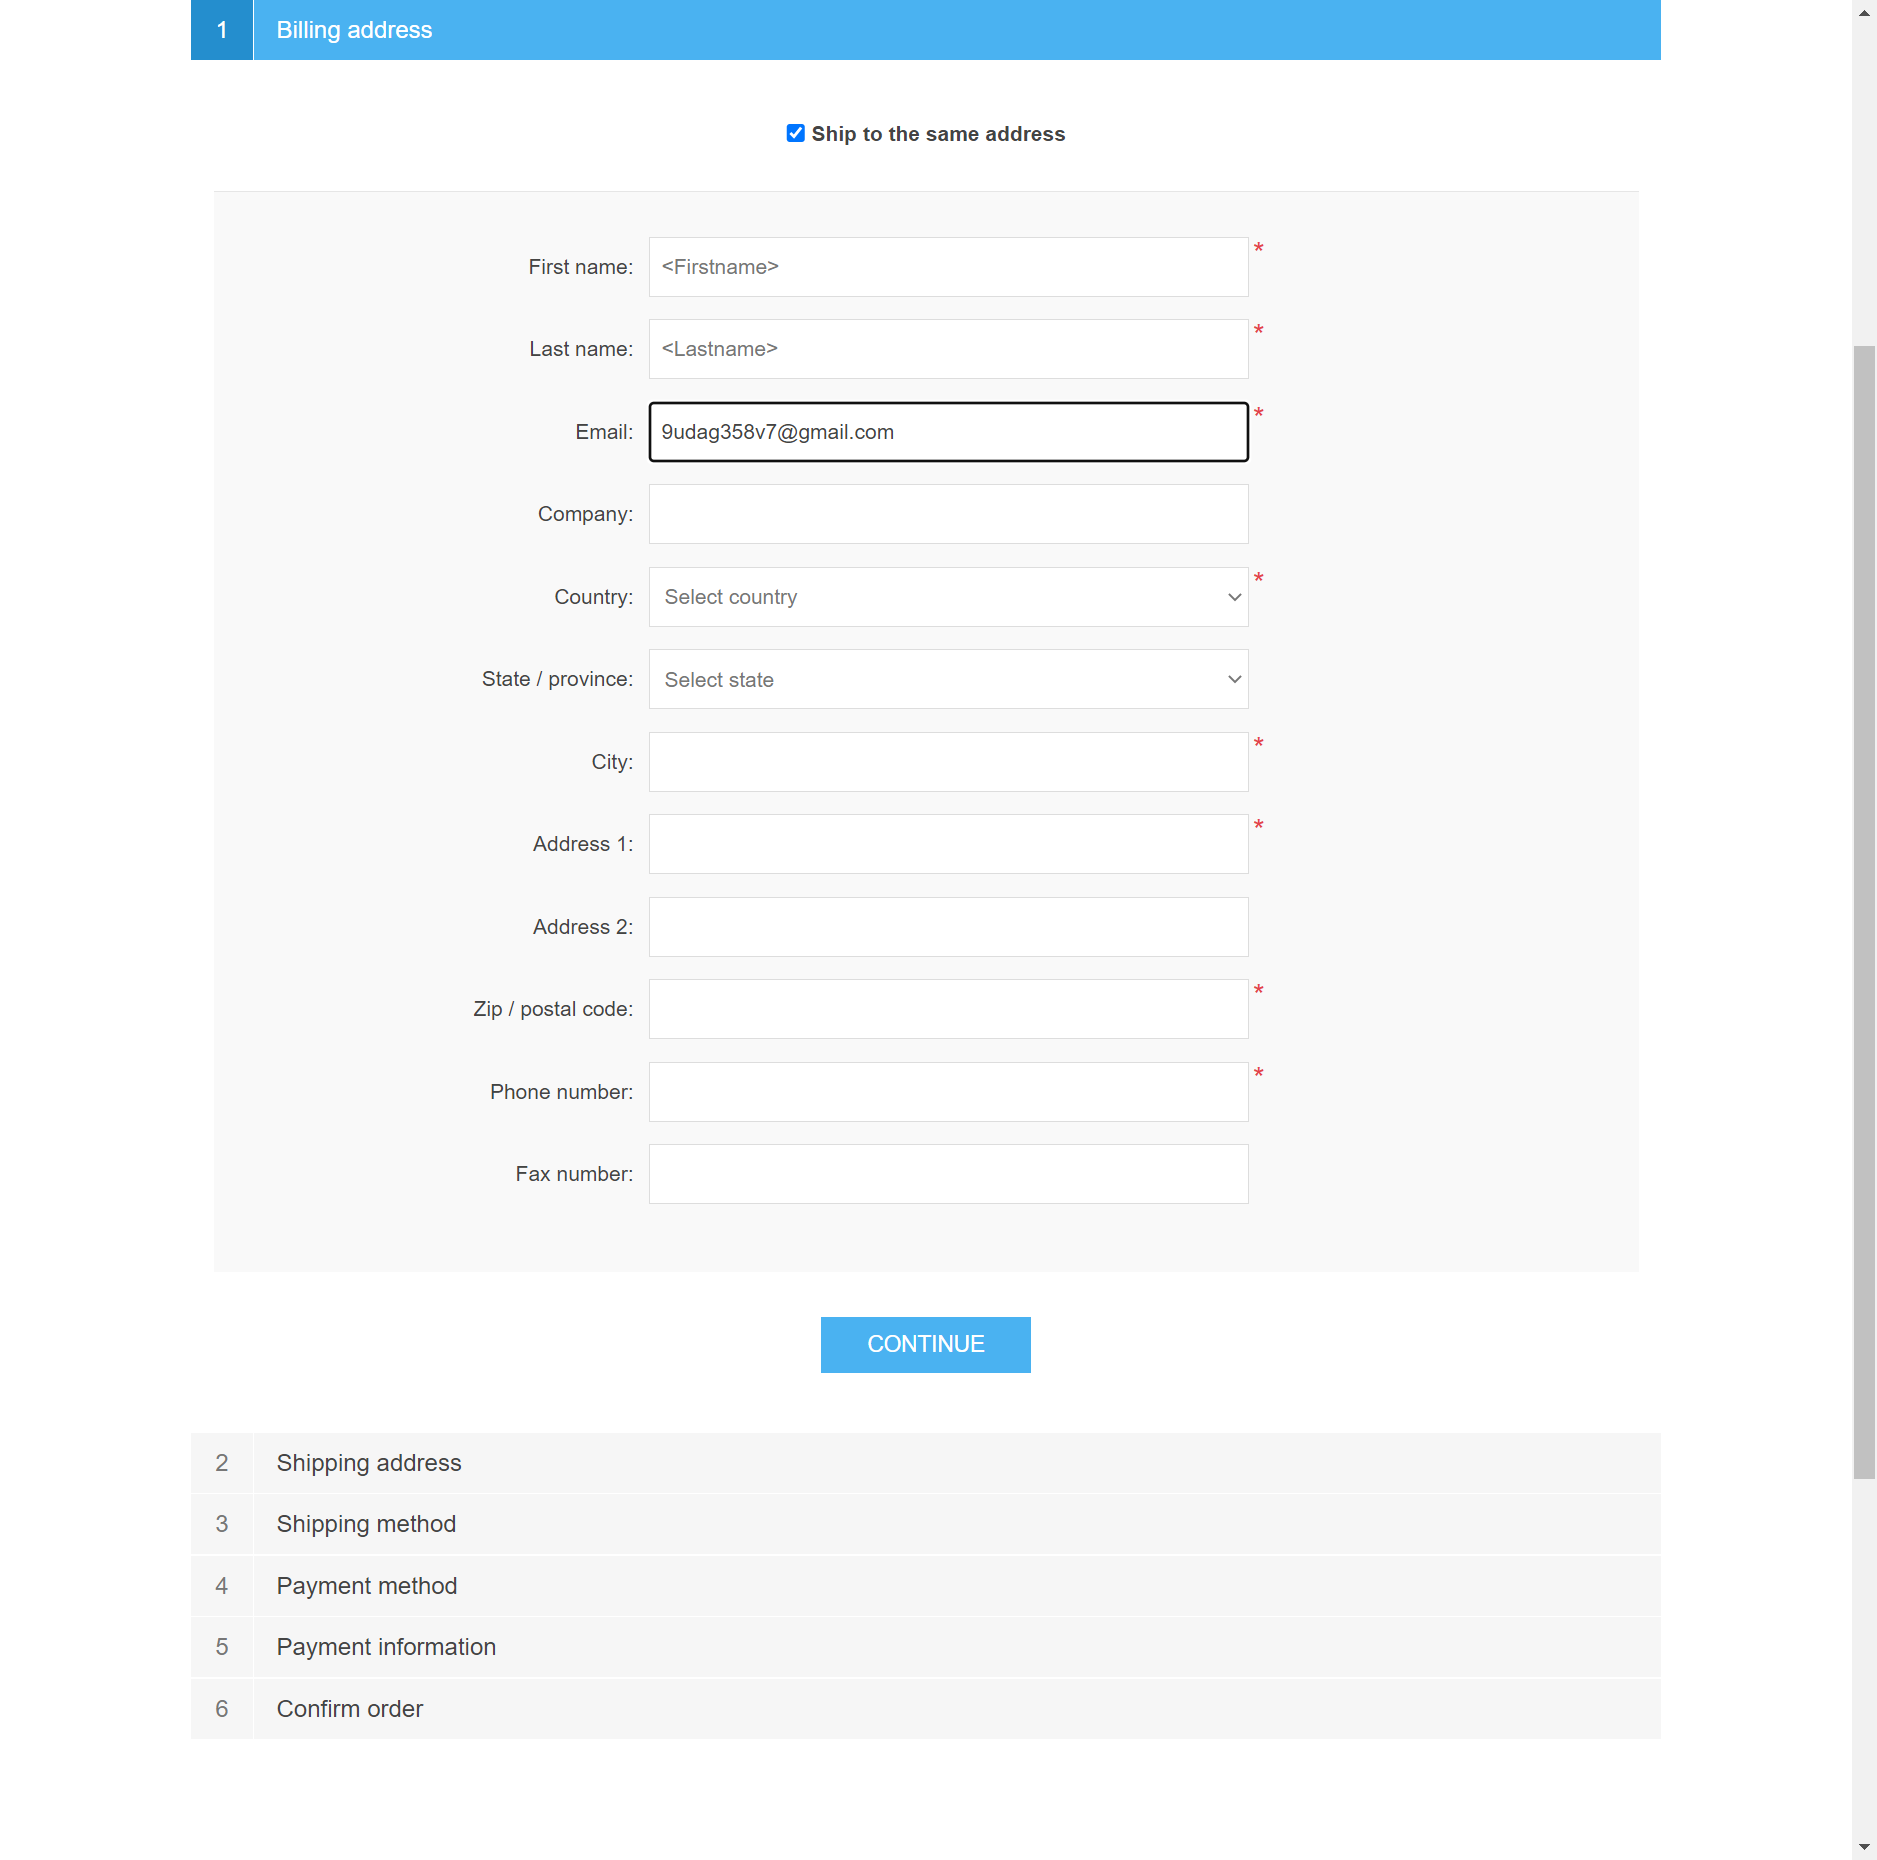 1 Billing address
Ship to the same address
First name: <Firstname> *
Last name: <Lastname> *
Email: 9udag358v7@gmail.com *
Company:
Country: Select country *
State / province: Select state
City: *
Address 1: *
Address 2:
Zip / postal code: *
Phone number: *
Fax number:
CONTINUE
2 Shipping address
3 Shipping method
4 Payment method
5 Payment information
6 Confirm order